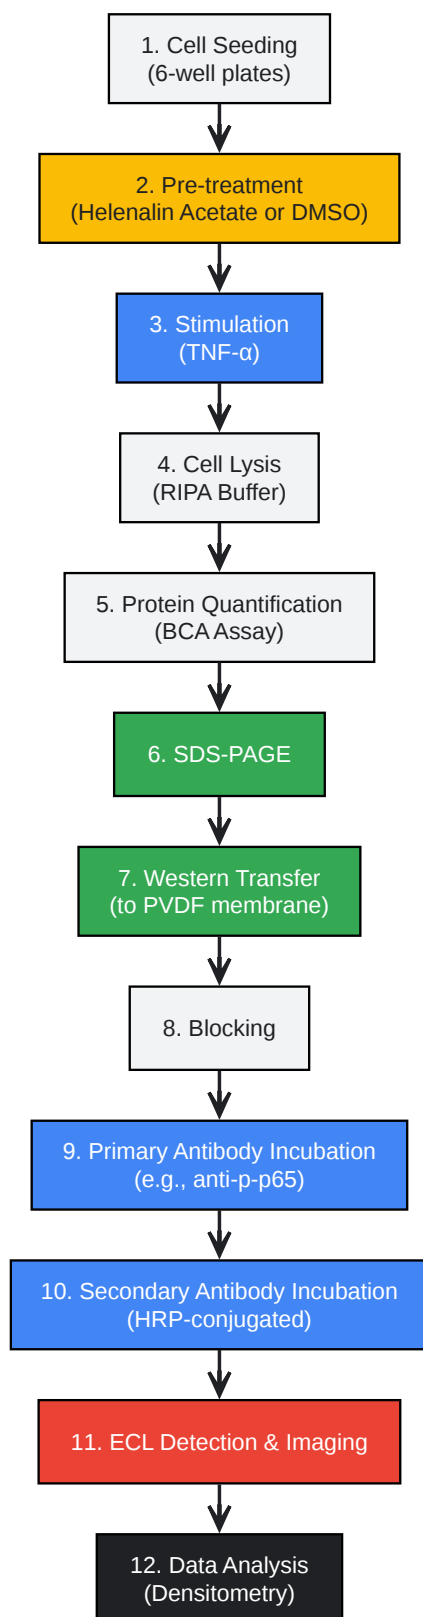 1. Cell Seeding
(6-well plates)
2. Pre-treatment
(Helenalin Acetate or DMSO)
3. Stimulation
(TNF-α)
4. Cell Lysis
(RIPA Buffer)
5. Protein Quantification
(BCA Assay)
6. SDS-PAGE
7. Western Transfer
(to PVDF membrane)
8. Blocking
9. Primary Antibody Incubation
(e.g., anti-p-p65)
10. Secondary Antibody Incubation
(HRP-conjugated)
11. ECL Detection & Imaging
12. Data Analysis
(Densitometry)